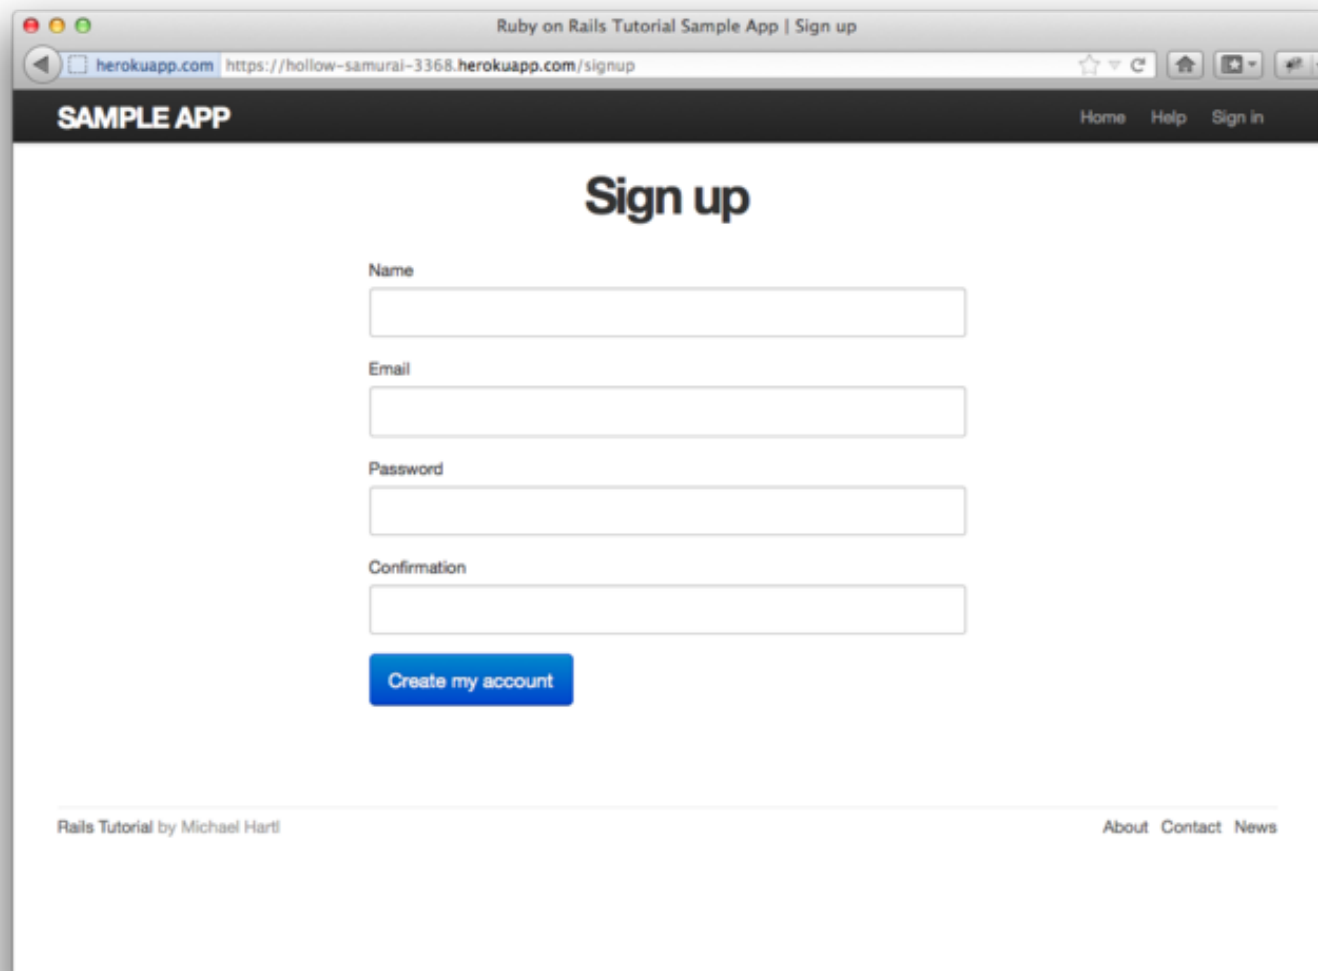 Ruby on Rails Tutorial Sample App | Sign up
herokuapp.com https://hollow-samurai-3368.herokuapp.com/signup
SAMPLE APP Home Help Sign in
Sign up
Name
Email
Password
Confirmation
Create my account
Rails Tutorial by Michael Hartl About Contact News